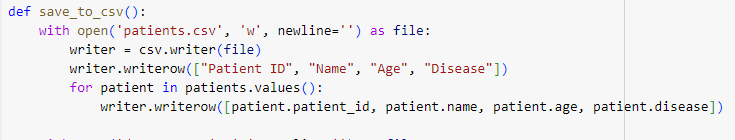 def save_to_csv():
    with open('patients.csv', 'w', newline='') as file:
        writer = csv.writer(file)
        writer.writerow(["Patient ID", "Name", "Age", "Disease"])
        for patient in patients.values():
            writer.writerow([patient.patient_id, patient.name, patient.age, patient.disease])